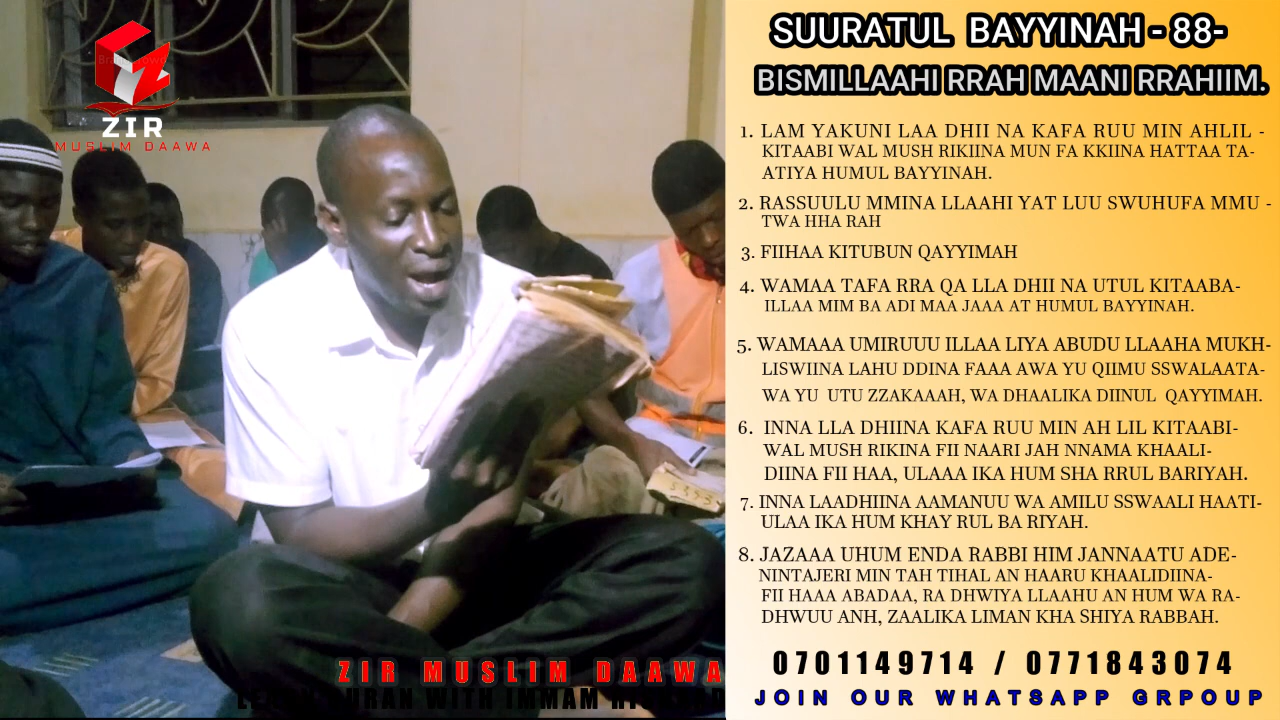 ZIR
MUSLIM DAAWA
SUURATUL BAYYINAH - 88-
BISMILLAAHI RRAH MAANI RRAHIIM.
1. LAM YAKUNI LAA DHII NA KAFA RUU MIN AHLIL -
KITAABI WAL MUSH RIKIINA MUN FA KKIINA HATTAA TA-
ATIYA HUMUL BAYYINAH.
2. RASSUULU MMINA LLAAHI YAT LUU SWUHUFA MMU -
TWA HHA RAH
3. FIIHAA KITUBUN QAYYIMAH
4. WAMAA TAFA RRA QA LLA DHII NA UTUL KITAABA-
ILLAA MIM BA ADI MAA JAAA AT HUMUL BAYYINAH.
5. WAMAAA UMIRUUU ILLAA LIYA ABUDU LLAAHA MUKH-
LISWIINA LAHU DDINA FAAA AWA YU QIIMU SSWALAATA-
WA YU UTU ZZAKAAAH, WA DHAALIKA DIINUL QAYYIMAH.
6. INNA LLA DHIINA KAFA RUU MIN AH LIL KITAABI-
WAL MUSH RIKINA FII NAARI JAH NNAMA KHAALI-
DIINA FII HAA, ULAAA IKA HUM SHA RRUL BARIYAH.
7. INNA LAADHIINA AAMANUU WA AMILU SSWAALI HAATI-
ULAA IKA HUM KHAY RUL BA RIYAH.
8. JAZAAA UHUM ENDA RABBI HIM JANNAATU ADE-
NINTAJERI MIN TAH TIHAL AN HAARU KHAALIDIINA-
FII HAAA ABADAA, RA DHWIYA LLAAHU AN HUM WA RA-
DHWUU ANH, ZAALIKA LIMAN KHA SHIYA RABBAH.
ZIR MUSLIM DAAWA
QURAN WITH IMMAM
0701149714 / 0771843074
JOIN OUR WHATSAPP GRPOUP